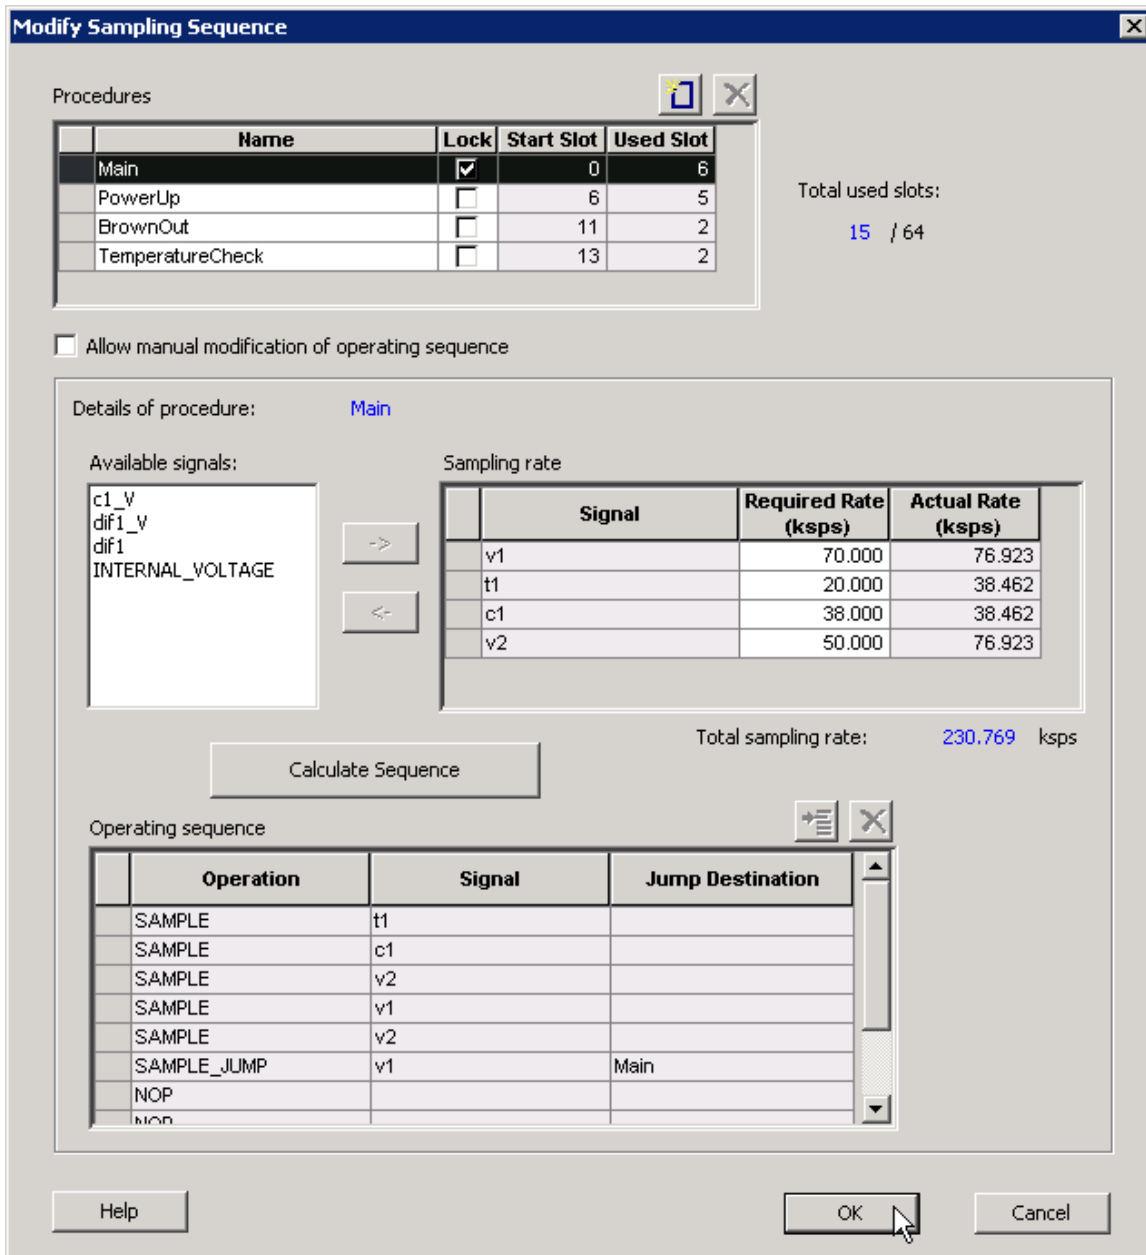 Modify Sampling Sequence
Procedures
Name Lock Start Slot Used Slot
Main 0 6
PowerUp 6 5
BrownOut 11 2
TemperatureCheck 13 2
Total used slots:
15 / 64
Allow manual modification of operating sequence
Details of procedure: Main
Available signals:
c1_V
dif1_V
dif1
INTERNAL_VOLTAGE
->
<-
Sampling rate
Signal Required Rate (ksps) Actual Rate (ksps)
v1 70.000 76.923
t1 20.000 38.462
c1 38.000 38.462
v2 50.000 76.923
Total sampling rate: 230.769 ksps
Calculate Sequence
Operating sequence
Operation Signal Jump Destination
SAMPLE t1
SAMPLE c1
SAMPLE v2
SAMPLE v1
SAMPLE v2
SAMPLE_JUMP v1 Main
NOP
NOP
Help OK Cancel